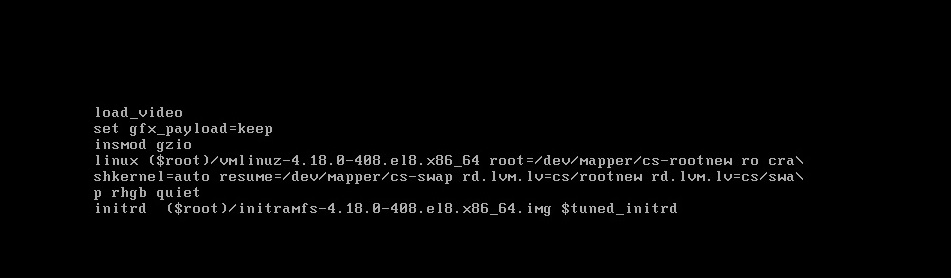 load_video
set gfx_payload=keep
insmod gzio
linux ($root)/vmlinuz-4.18.0-408.el8.x86_64 root=/dev/mapper/cs-rootnew ro cra\
shkernel=auto resume=/dev/mapper/cs-swap rd.lvm.lv=cs/rootnew rd.lvm.lv=cs/swa\
p rhgb quiet
initrd  ($root)/initramfs-4.18.0-408.el8.x86_64.img $tuned_initrd